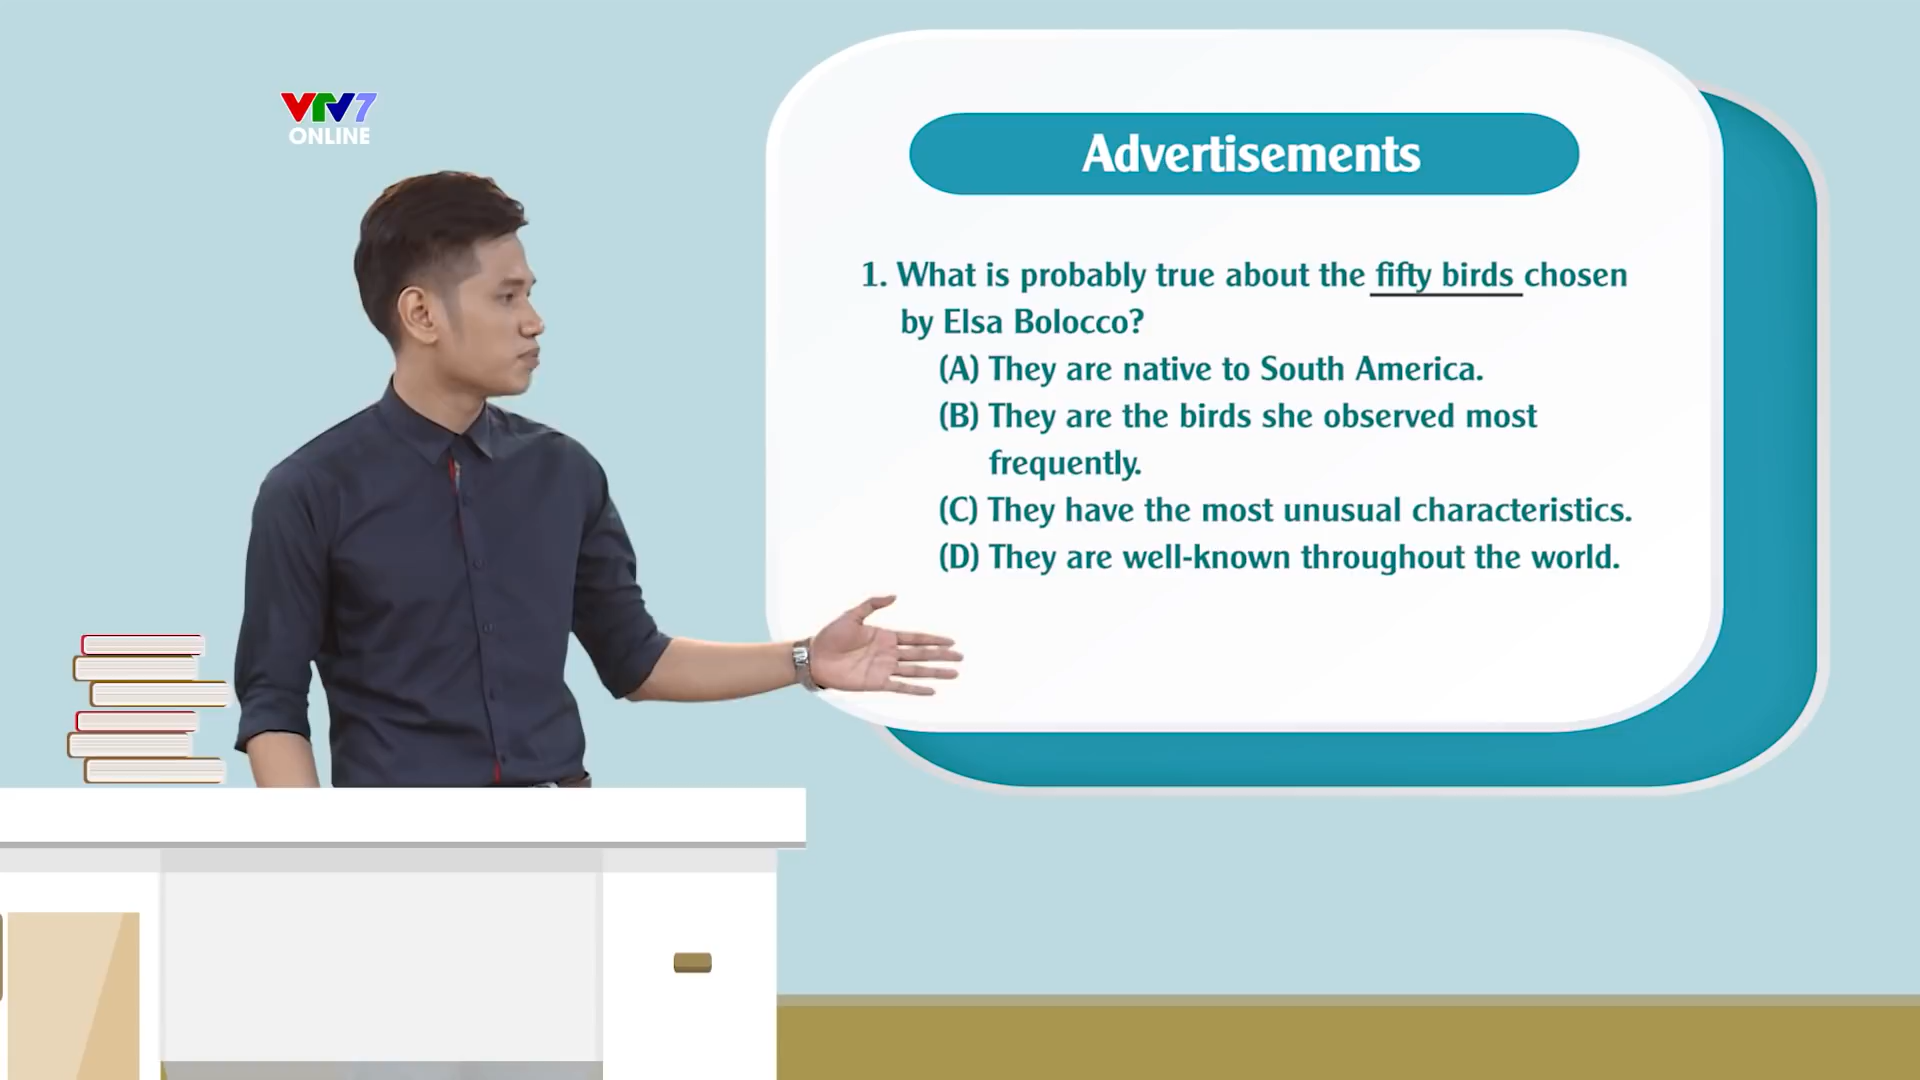 VTV7
ONLINE
Advertisements
1. What is probably true about the fifty birds chosen
by Elsa Bolocco?
(A) They are native to South America.
(B) They are the birds she observed most
frequently.
(C) They have the most unusual characteristics.
(D) They are well-known throughout the world.